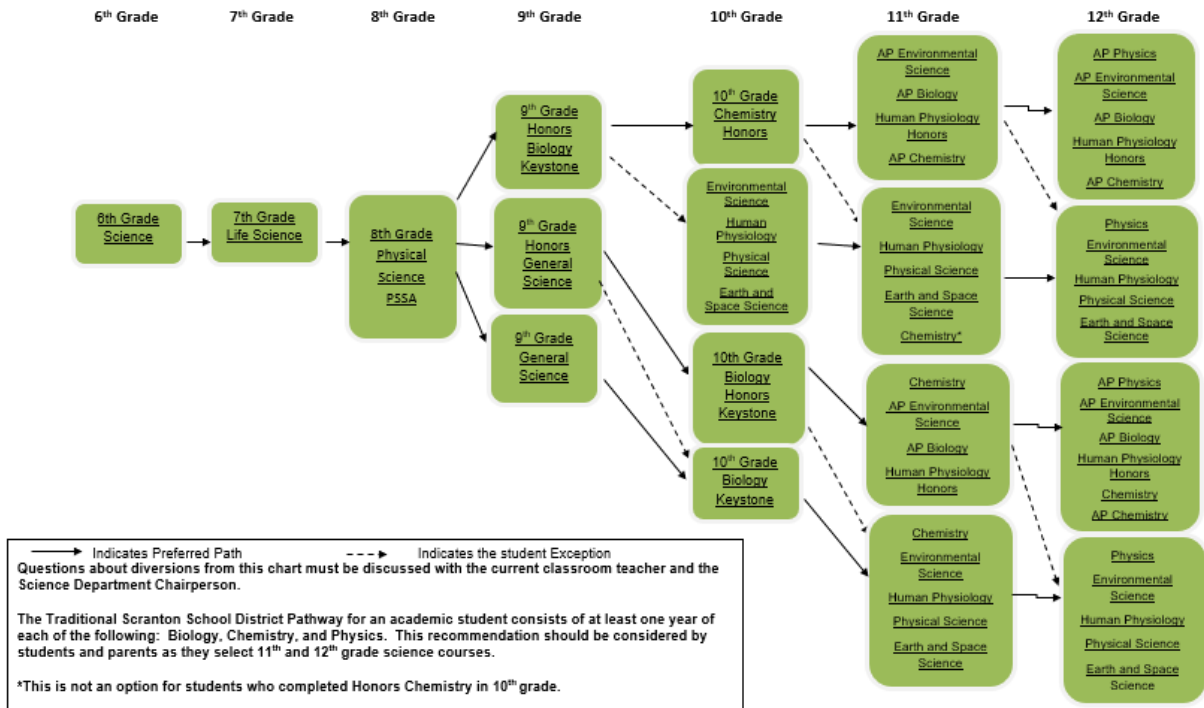 6th Grade
7th Grade
8th Grade
9th Grade
10th Grade
11th Grade
12th Grade
6th Grade
Science
7th Grade
Life Science
8th Grade
Physical
Science
PSSA
9th Grade
Honors
Biology
Keystone
9th Grade
Honors
General
Science
9th Grade
General
Science
10th Grade
Chemistry
Honors
Environmental
Science
Human
Physiology
Physical
Science
Earth and
Space Science
10th Grade
Biology
Honors
Keystone
10th Grade
Biology
Keystone
AP Environmental
Science
AP Biology
Human Physiology
Honors
AP Chemistry
Environmental
Science
Human Physiology
Physical Science
Earth and Space
Science
Chemistry*
Chemistry
AP Environmental
Science
AP Biology
Human Physiology
Honors
Chemistry
Environmental
Science
Human Physiology
Physical Science
Earth and Space
Science
AP Physics
AP Environmental
Science
AP Biology
Human Physiology
Honors
AP Chemistry
Physics
Environmental
Science
Human Physiology
Physical Science
Earth and Space
Science
AP Physics
AP Environmental
Science
AP Biology
Human Physiology
Honors
Chemistry
AP Chemistry
Physics
Environmental
Science
Human Physiology
Physical Science
Earth and Space
Science
Indicates Preferred Path
Indicates the student Exception
Questions about diversions from this chart must be discussed with the current classroom teacher and the
Science Department Chairperson.
The Traditional Scranton School District Pathway for an academic student consists of at least one year of
each of the following: Biology, Chemistry, and Physics. This recommendation should be considered by
students and parents as they select 11th and 12th grade science courses.
*This is not an option for students who completed Honors Chemistry in 10th grade.